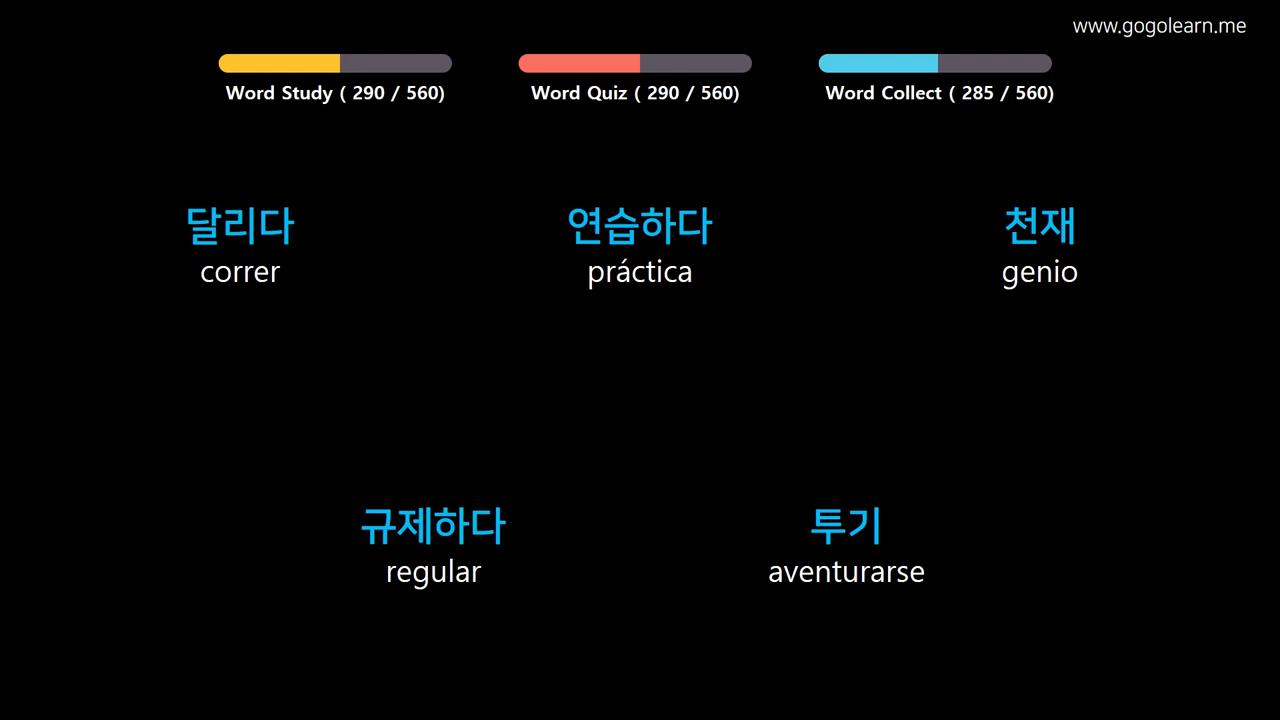 www.gogolearn.me
Word Study ( 290 / 560)
Word Quiz ( 290 / 560)
Word Collect ( 285 / 560)
달리다
correr
연습하다
práctica
천재
genio
규제하다
regular
투기
aventurarse